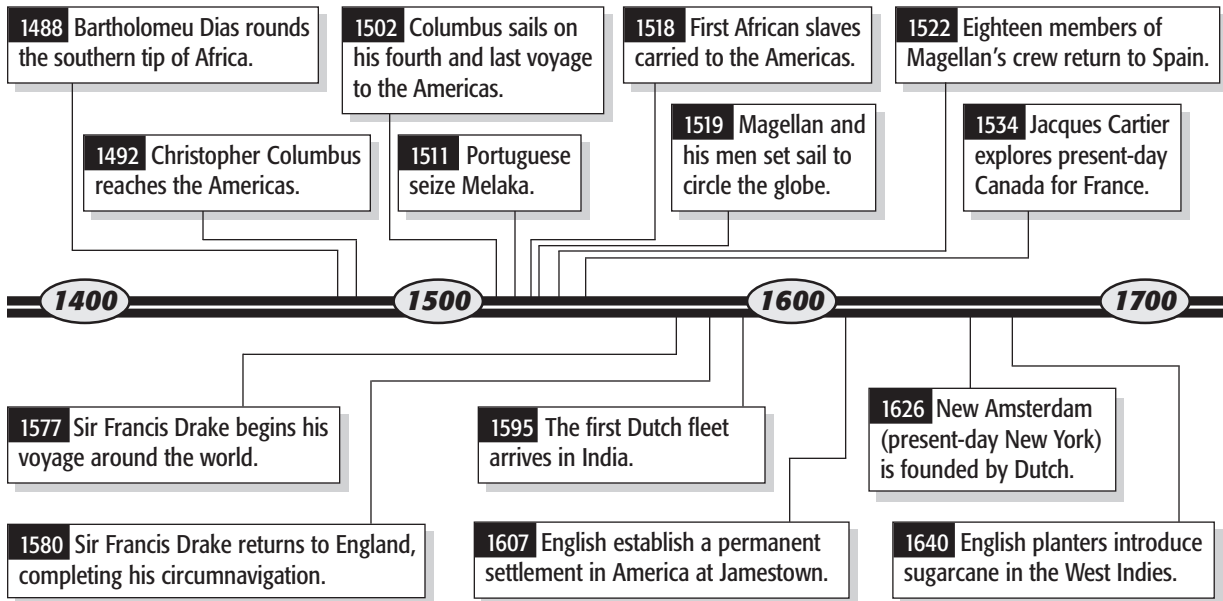 1488 Bartholomeu Dias rounds
the southern tip of Africa.
1502 Columbus sails on
his fourth and last voyage
to the Americas.
1518 First African slaves
carried to the Americas.
1522 Eighteen members of
Magellan's crew return to Spain.
1492 Christopher Columbus
reaches the Americas.
1511 Portuguese
seize Melaka.
1519 Magellan and
his men set sail to
circle the globe.
1534 Jacques Cartier
explores present-day
Canada for France.
1400
1500
1600
1700
1577 Sir Francis Drake begins his
voyage around the world.
1595 The first Dutch fleet
arrives in India.
1626 New Amsterdam
(present-day New York)
is founded by Dutch.
1580 Sir Francis Drake returns to England,
completing his circumnavigation.
1607 English establish a permanent
settlement in America at Jamestown.
1640 English planters introduce
sugarcane in the West Indies.